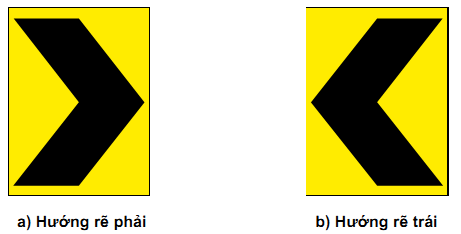 a) Hướng rẽ phải
b) Hướng rẽ trái